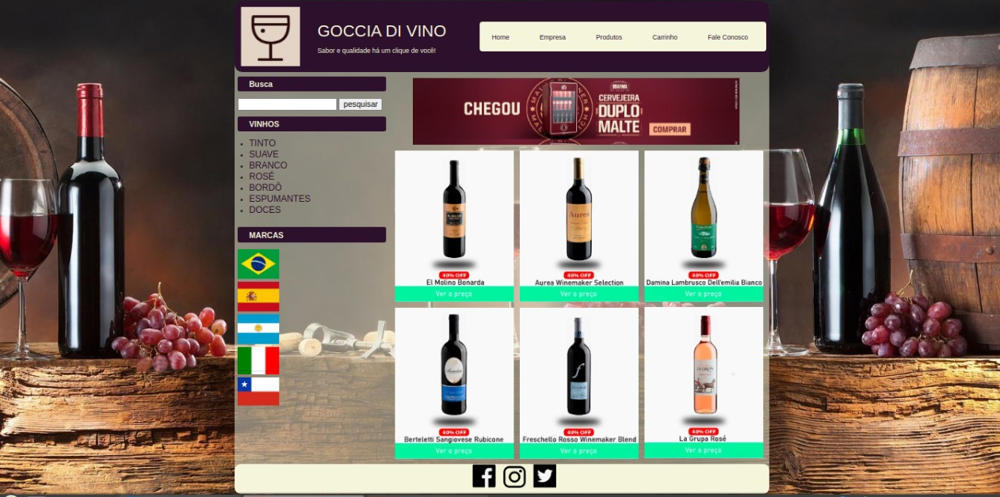 GOCCIA DI VINO
Sabor e qualidade há um clique de você!
Home Empresa Produtos Carrinho Fale Conosco
Busca
pesquisar
VINHOS
TINTO
SUAVE
BRANCO
ROSÉ
BORDÔ
ESPUMANTES
DOCES
MARCAS
CHEGOU
BRAHMA
CERVEJEIRA
DUPLO
MALTE
COMPRAR
Aurea
40% OFF
El Molino Bonarda
Ver o preço
40% OFF
Aurea Winemaker Selection
Ver o preço
40% OFF
Damina Lambrusco Dell'emilia Bianco
Ver o preço
40% OFF
Berteletti Sangiovese Rubicone
Ver o preço
f
40% OFF
Freschello Rosso Winemaker Blend
Ver o preço
LA GRUPA
40% OFF
La Grupa Rosé
Ver o preço